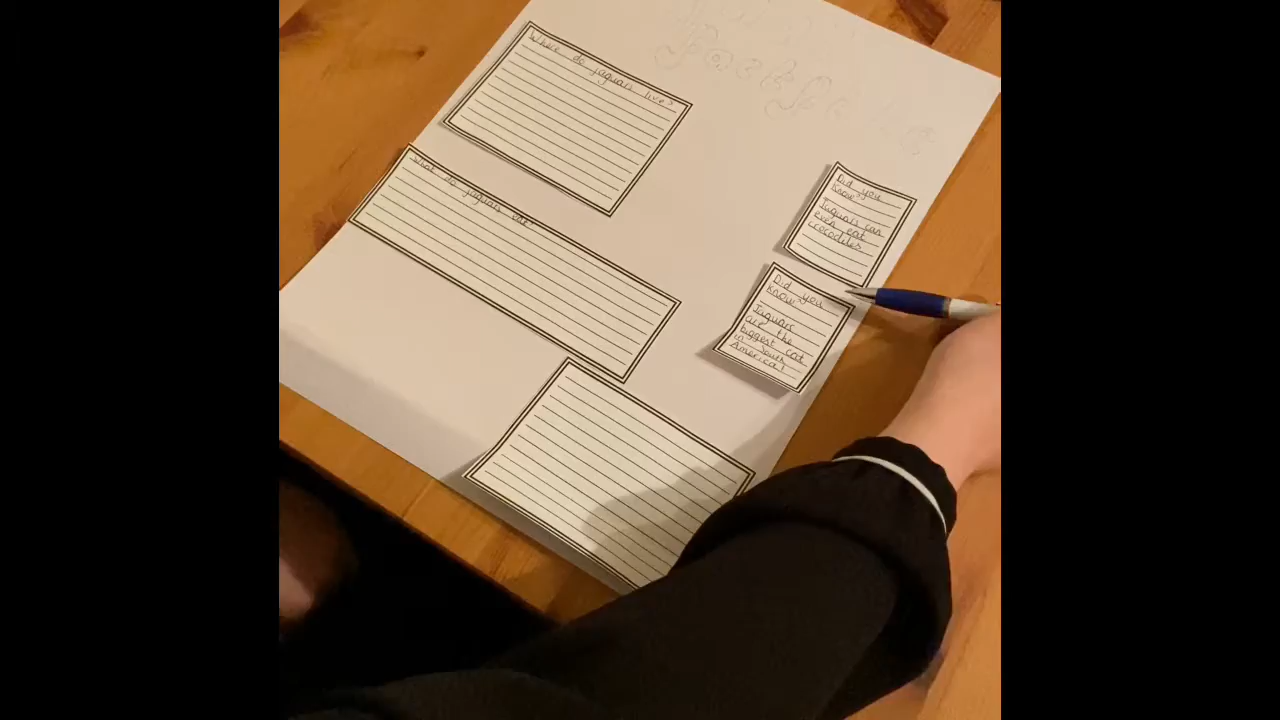 Where do jaguars live?
What do jaguars eat?
Did you
know?
Jaguars can
even eat
crocodiles
Did you
know?
Jaguars
are the
biggest cat
in South
America!